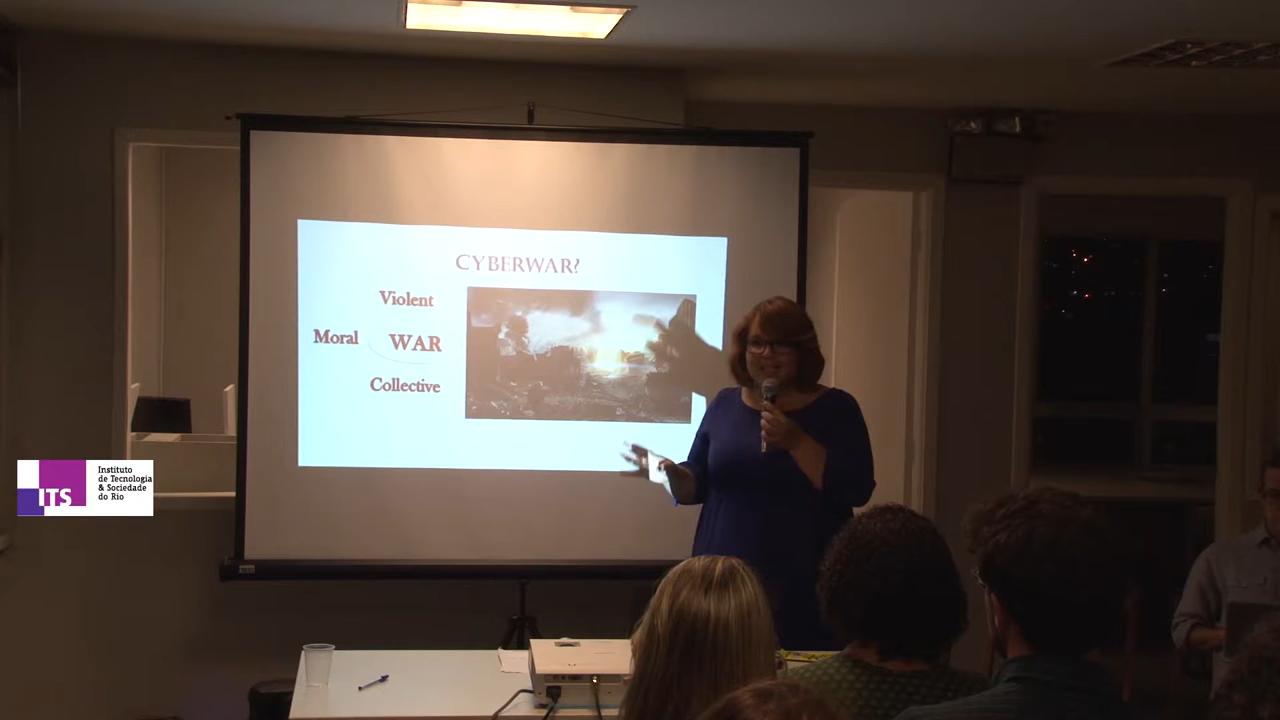 CYBERWAR?
Violent
Moral
WAR
Collective
ITS
Instituto
de Tecnologia
& Sociedade
do Rio